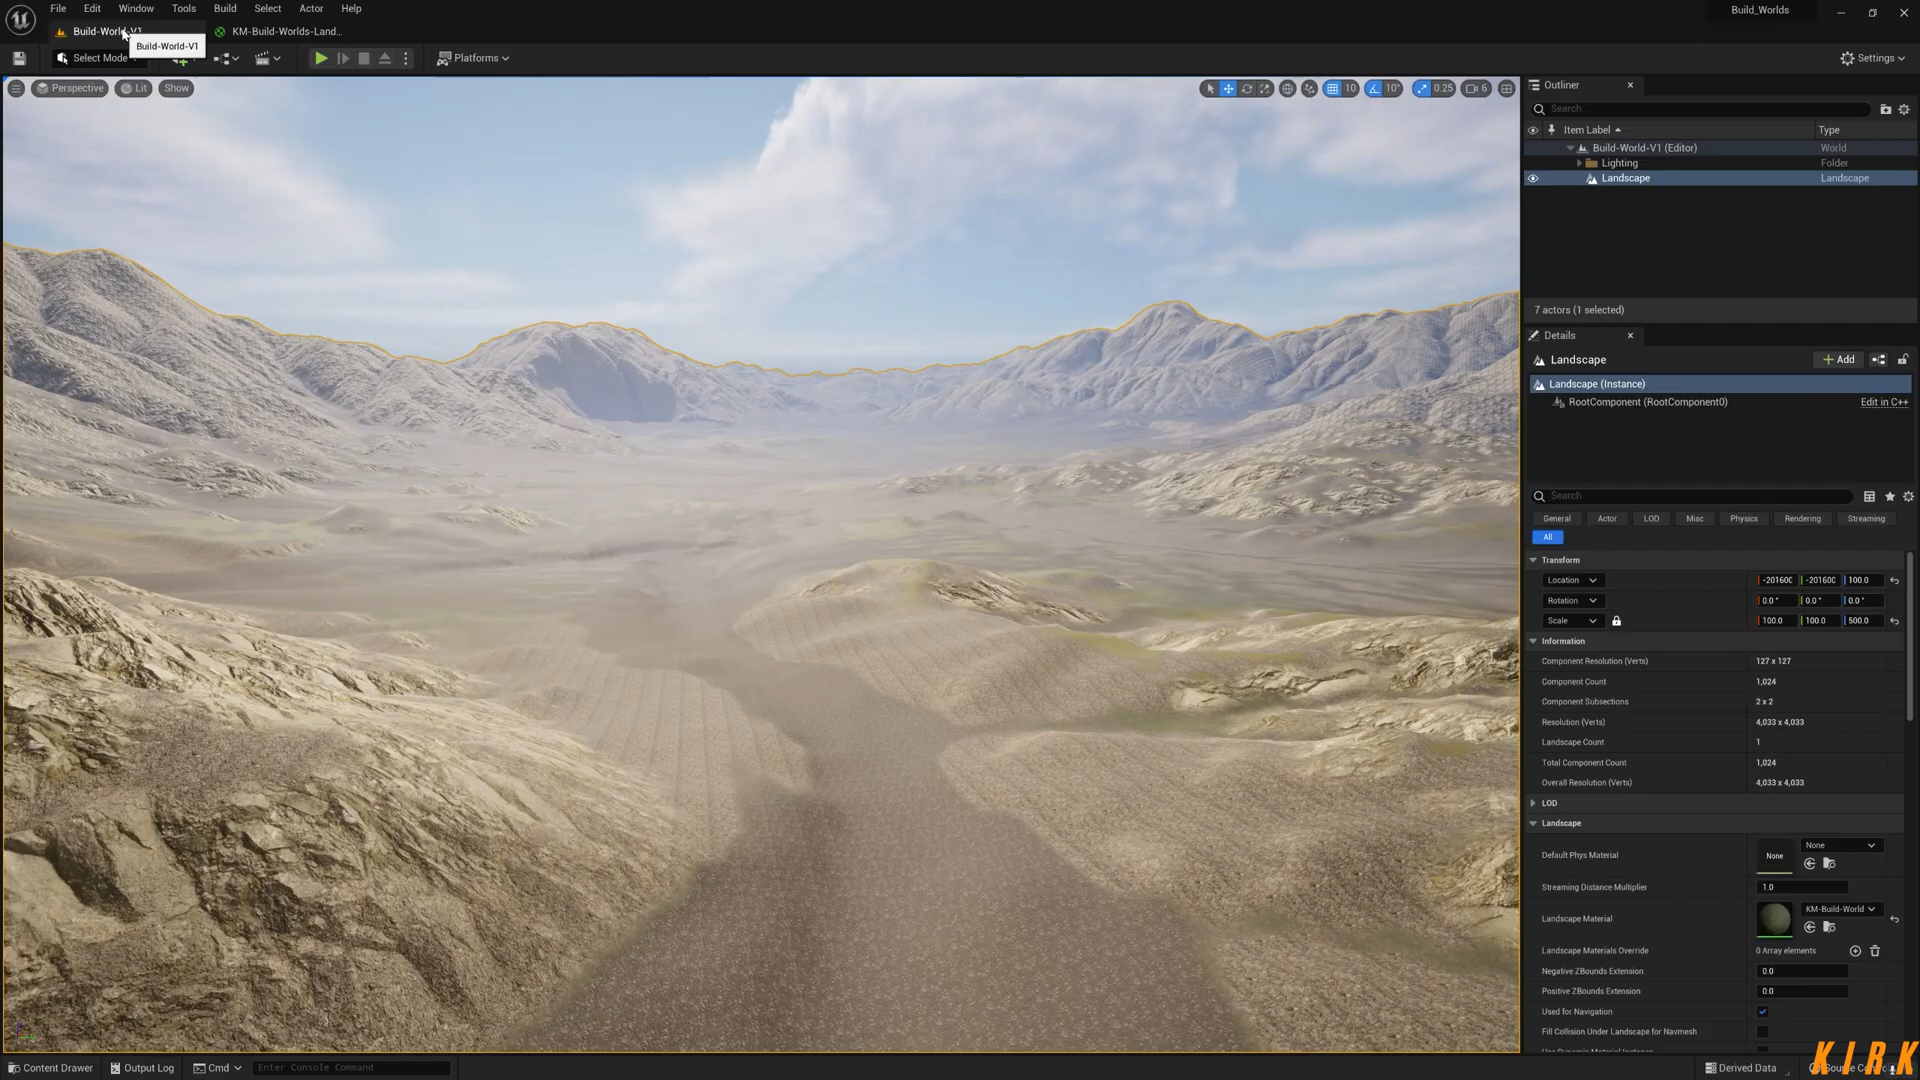 File Edit Window Tools Build Select Actor Help
Build_Worlds
Build-World-V1
KM-Build-Worlds-Land...
Build-World-V1
Select Mode
Platforms
Settings
Perspective
Lit
Show
10
10°
0.25
6
Outliner
Search...
Item Label
Type
Build-World-V1 (Editor)
World
Lighting
Folder
Landscape
Landscape
7 actors (1 selected)
Details
Landscape
+ Add
Landscape (Instance)
RootComponent (RootComponent0)
Edit in C++
Search
General
Actor
LOD
Misc
Physics
Rendering
Streaming
All
Transform
Location
-20160C
-20160C
100.0
Rotation
0.0 °
0.0 °
0.0 °
Scale
100.0
100.0
500.0
Information
Component Resolution (Verts)
127 x 127
Component Count
1,024
Component Subsections
2 x 2
Resolution (Verts)
4,033 x 4,033
Landscape Count
1
Total Component Count
1,024
Overall Resolution (Verts)
4,033 x 4,033
LOD
Landscape
Default Phys Material
None
None
Streaming Distance Multiplier
1.0
Landscape Material
KM-Build-World
Landscape Materials Override
0 Array elements
Negative ZBounds Extension
0.0
Positive ZBounds Extension
0.0
Used for Navigation
Fill Collision Under Landscape for Navmesh
Content Drawer
Output Log
Cmd
Enter Console Command
Derived Data
KIRK